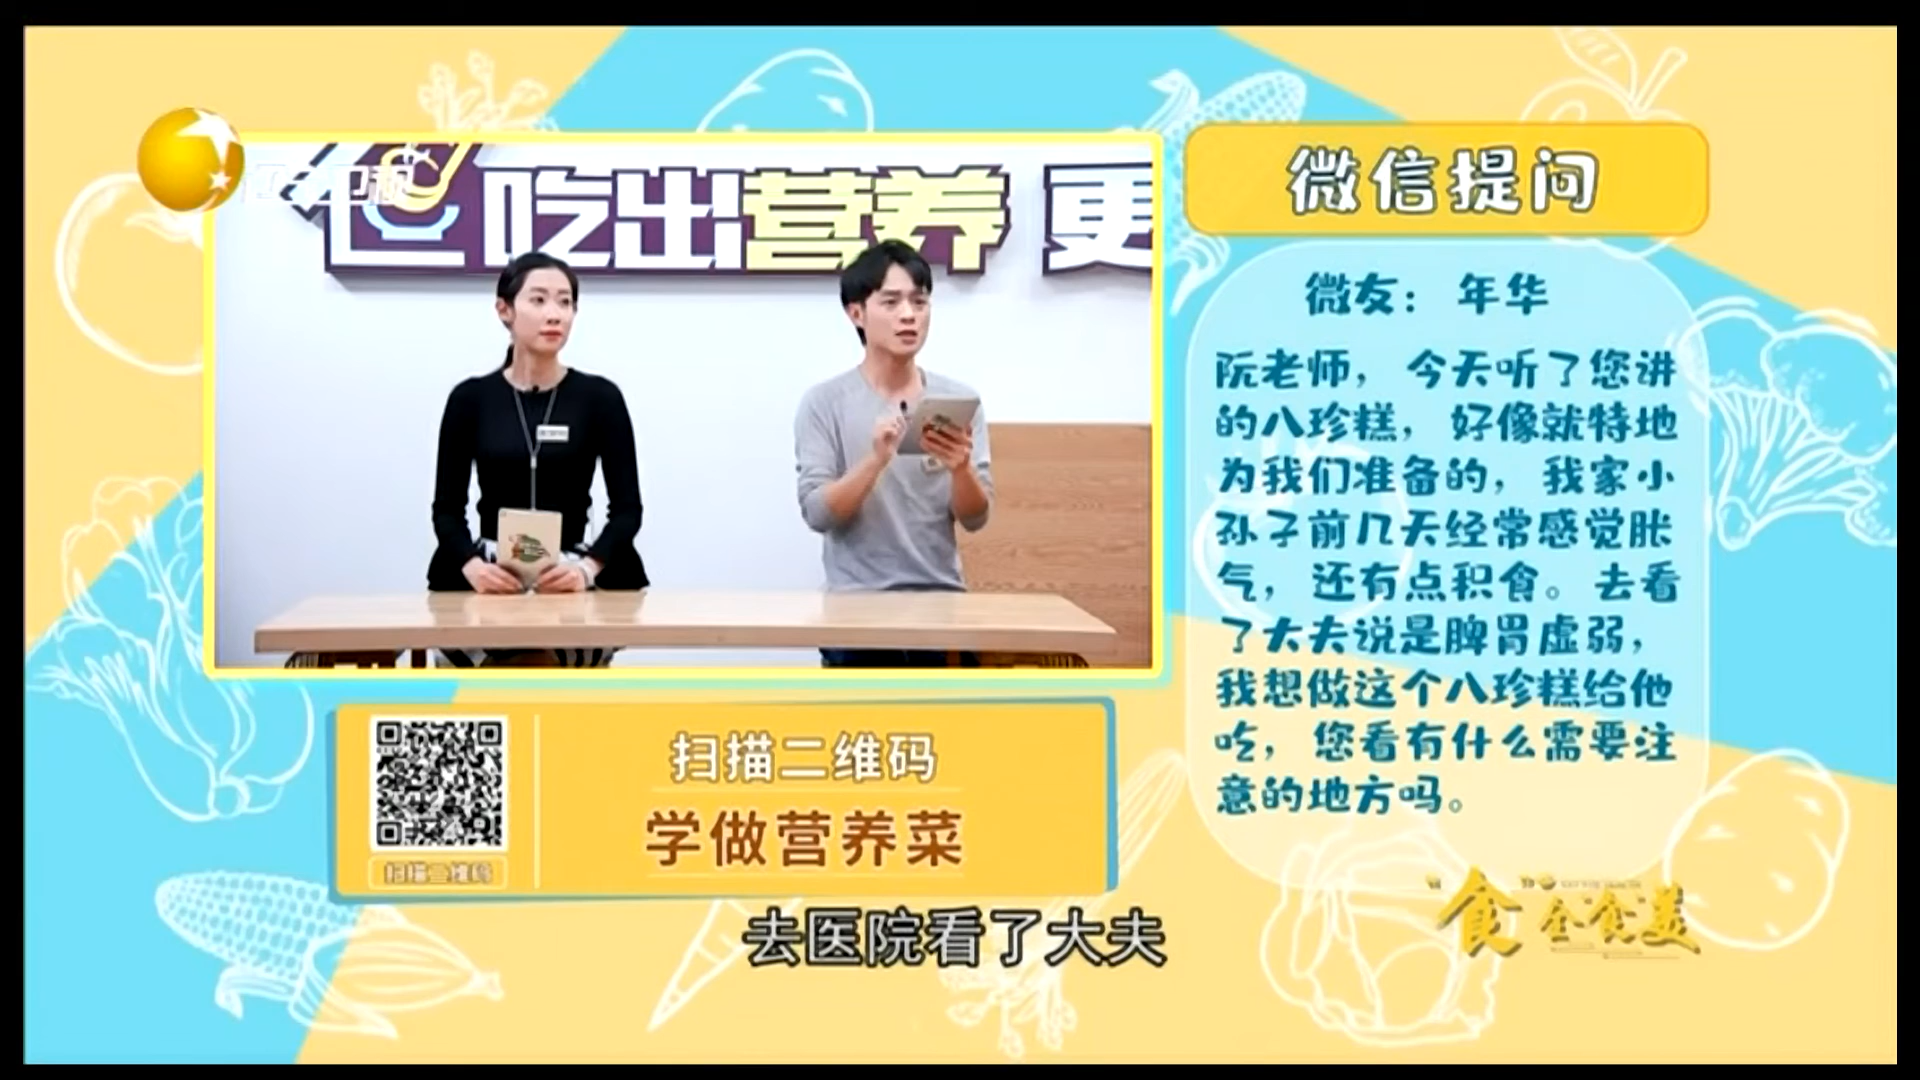 卫视
吃出营养 更
微信提问
微友： 年华
阮老师，今天听了您讲
的八珍糕，好像就特地
为我们准备的，我家小
孙子前几天经常感觉胀
气，还有点积食。去看
了大夫说是脾胃虚弱，
我想做这个八珍糕给他
吃，您看有什么需要注
意的地方吗。
扫描二维码
学做营养菜
扫描二维码
"食"全食美
去医院看了大夫